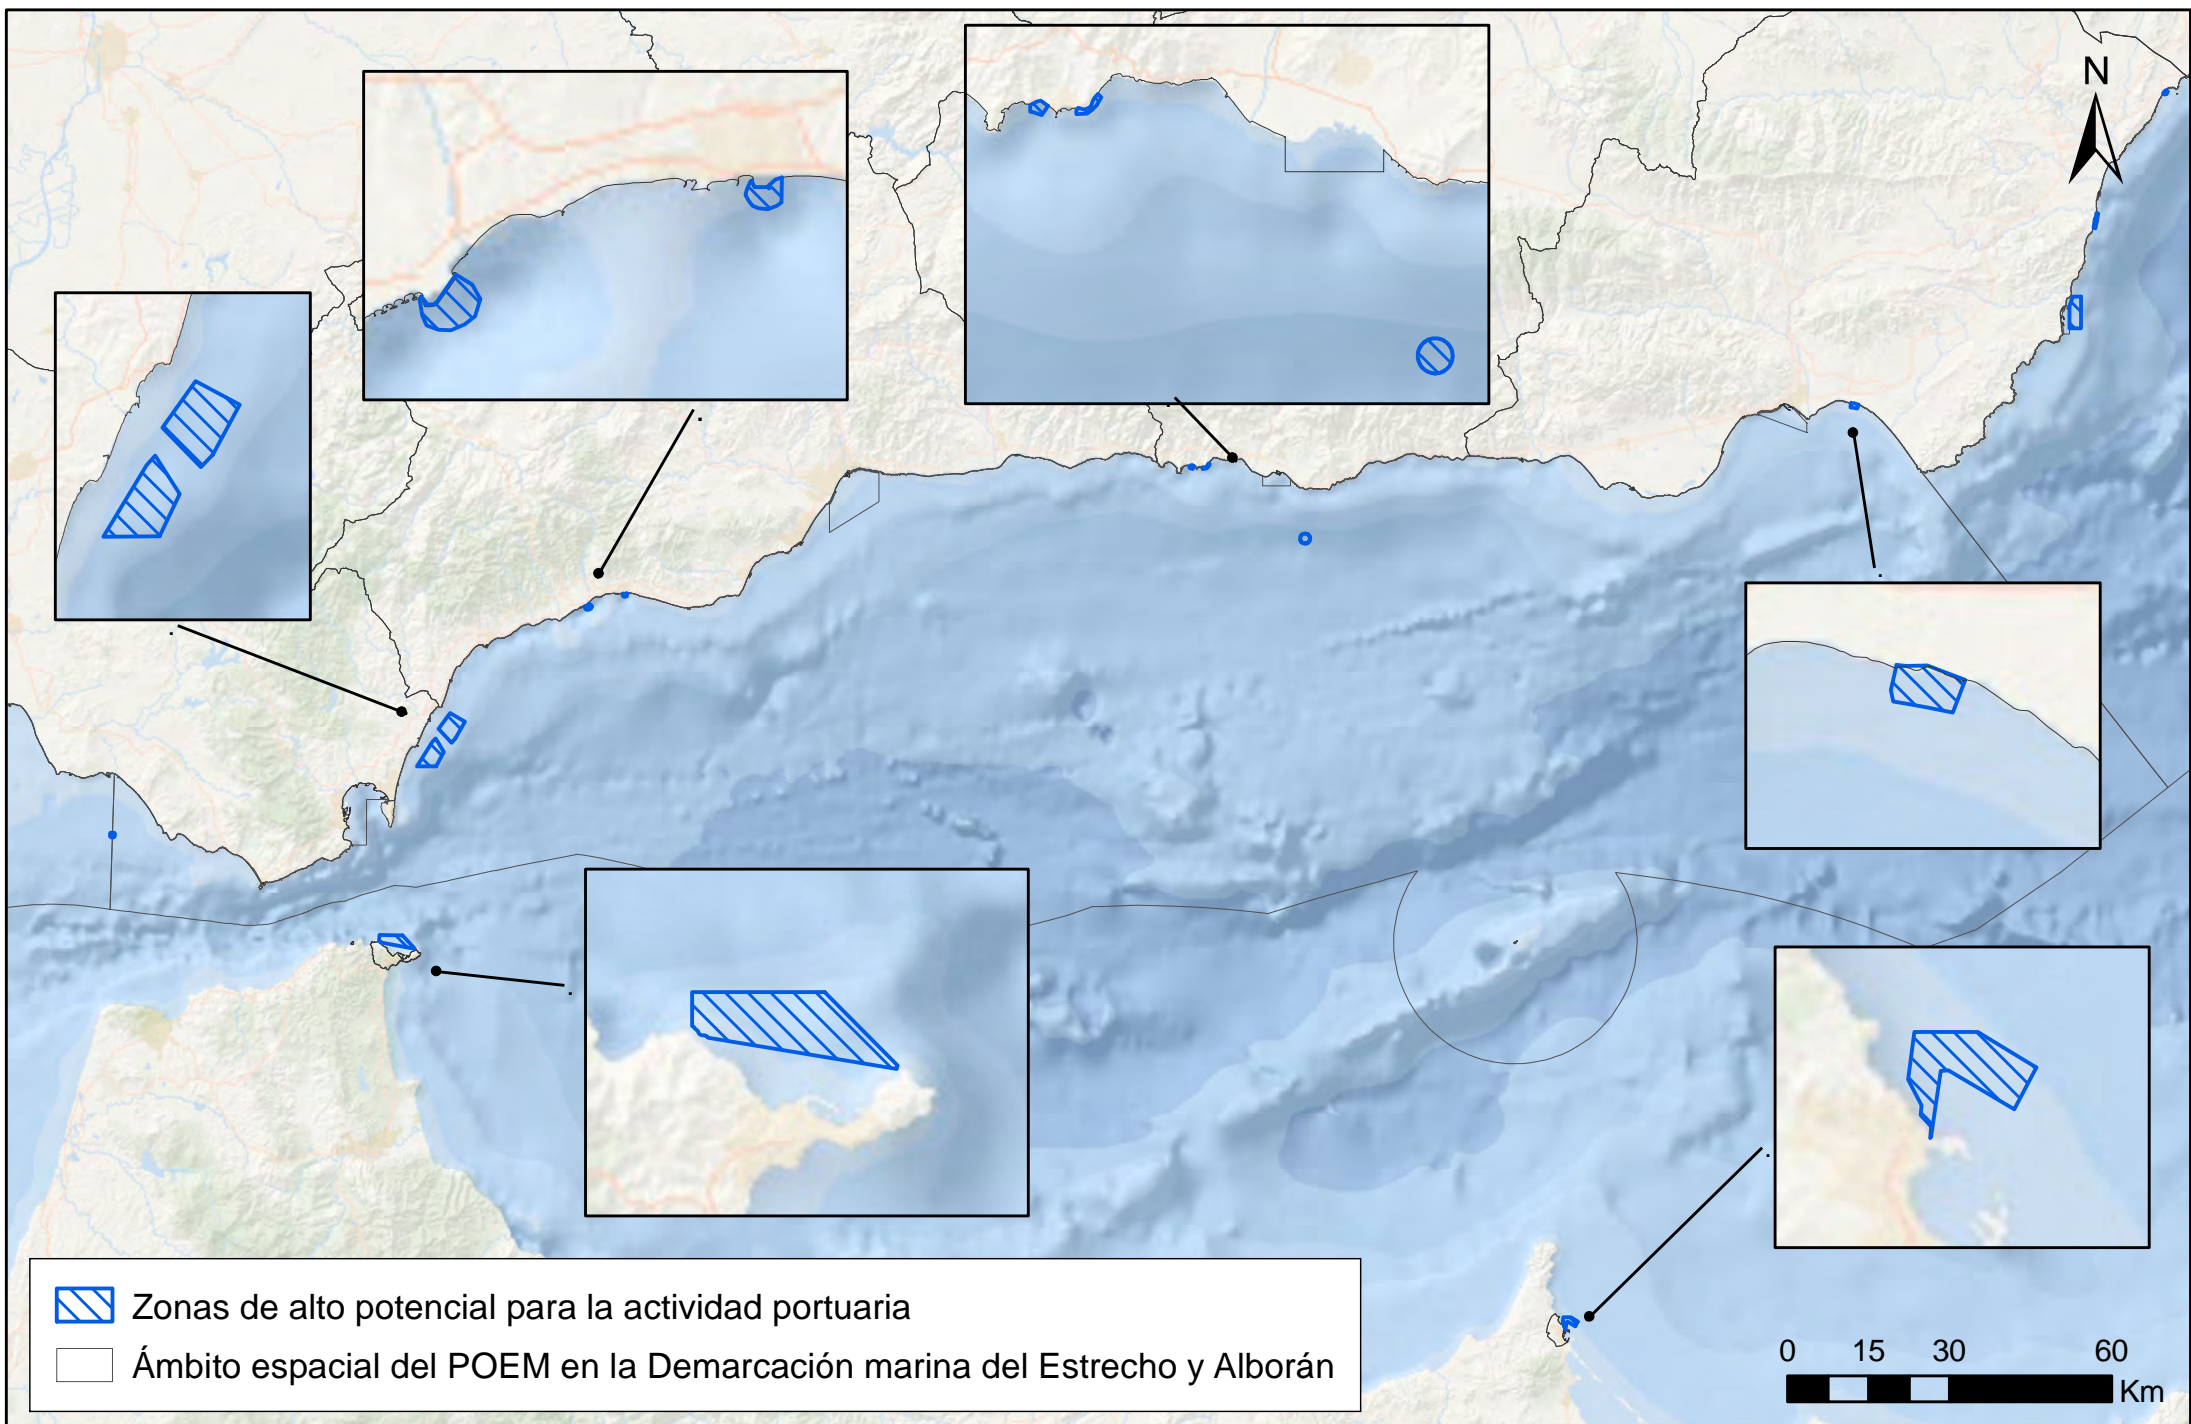 N
Zonas de alto potencial para la actividad portuaria
Ámbito espacial del POEM en la Demarcación marina del Estrecho y Alborán
0 15 30 60
Km